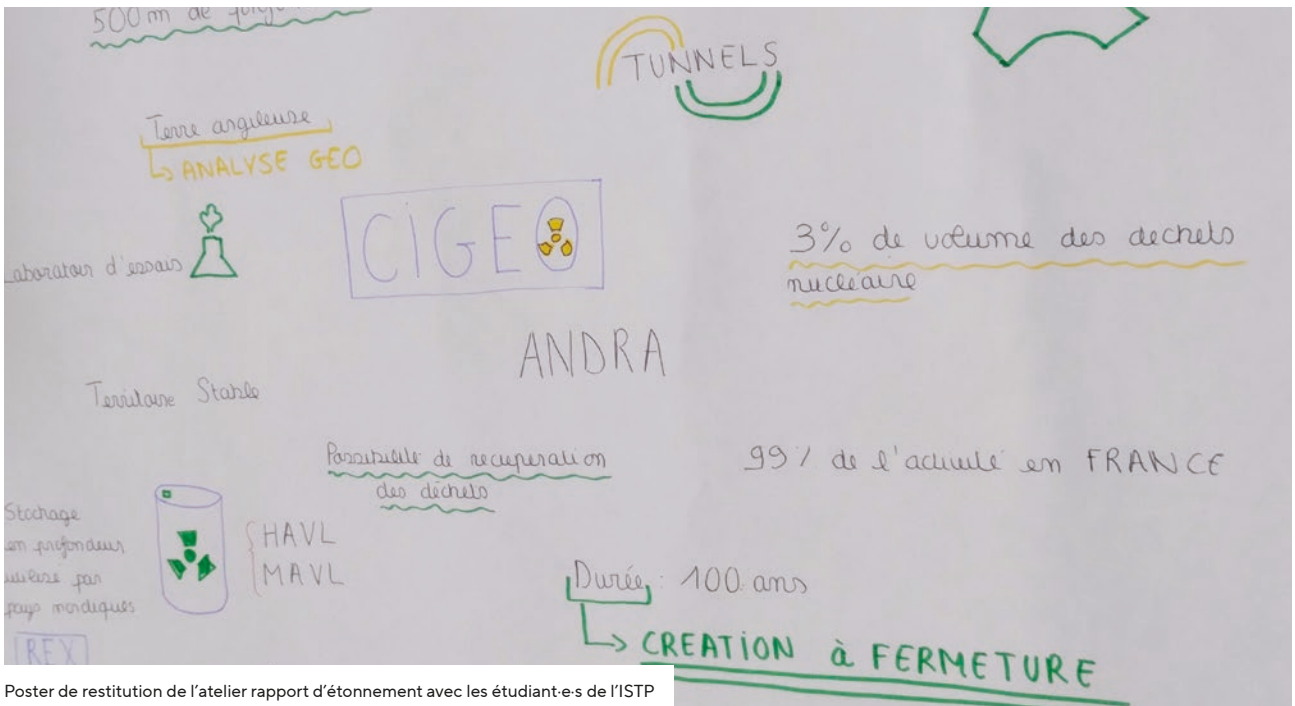 500m de
TUNNELS
Terre argileuse
↳ ANALYSE GEO
CIGEO
Laboratoir d'essais
3% de volume des dechets
nucléaire
ANDRA
Territoire Stable
Possibilité de recuperation
des déchets
99% de l'activité en FRANCE
Stockage
en profondeur
utilisé par
pays nordiques
HAVL
MAVL
REX
Durée : 100 ans
↳ CREATION à FERMETURE
Poster de restitution de l'atelier rapport d'étonnement avec les étudiant·e·s de l'ISTP